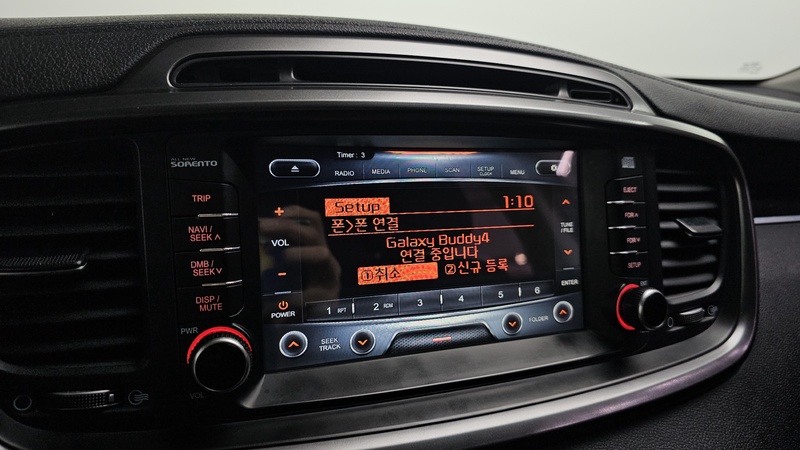 ALL NEW
SORENTO
TRIP
NAVI /
SEEK ∧
DMB /
SEEK ∨
DISP /
MUTE
PWR
VOL
Timer : 3
RADIO
MEDIA
PHONE
SCAN
SETUP
CLOCK
MENU
+
VOL
-
POWER
Setup
1:10
폰>폰 연결
Galaxy Buddy4
연결 중입니다
①취소 ②신규 등록
TUNE
/FILE
ENTER
1 RPT
2 RDM
3
4
5
6
SEEK
TRACK
FOLDER
EJECT
SETUP